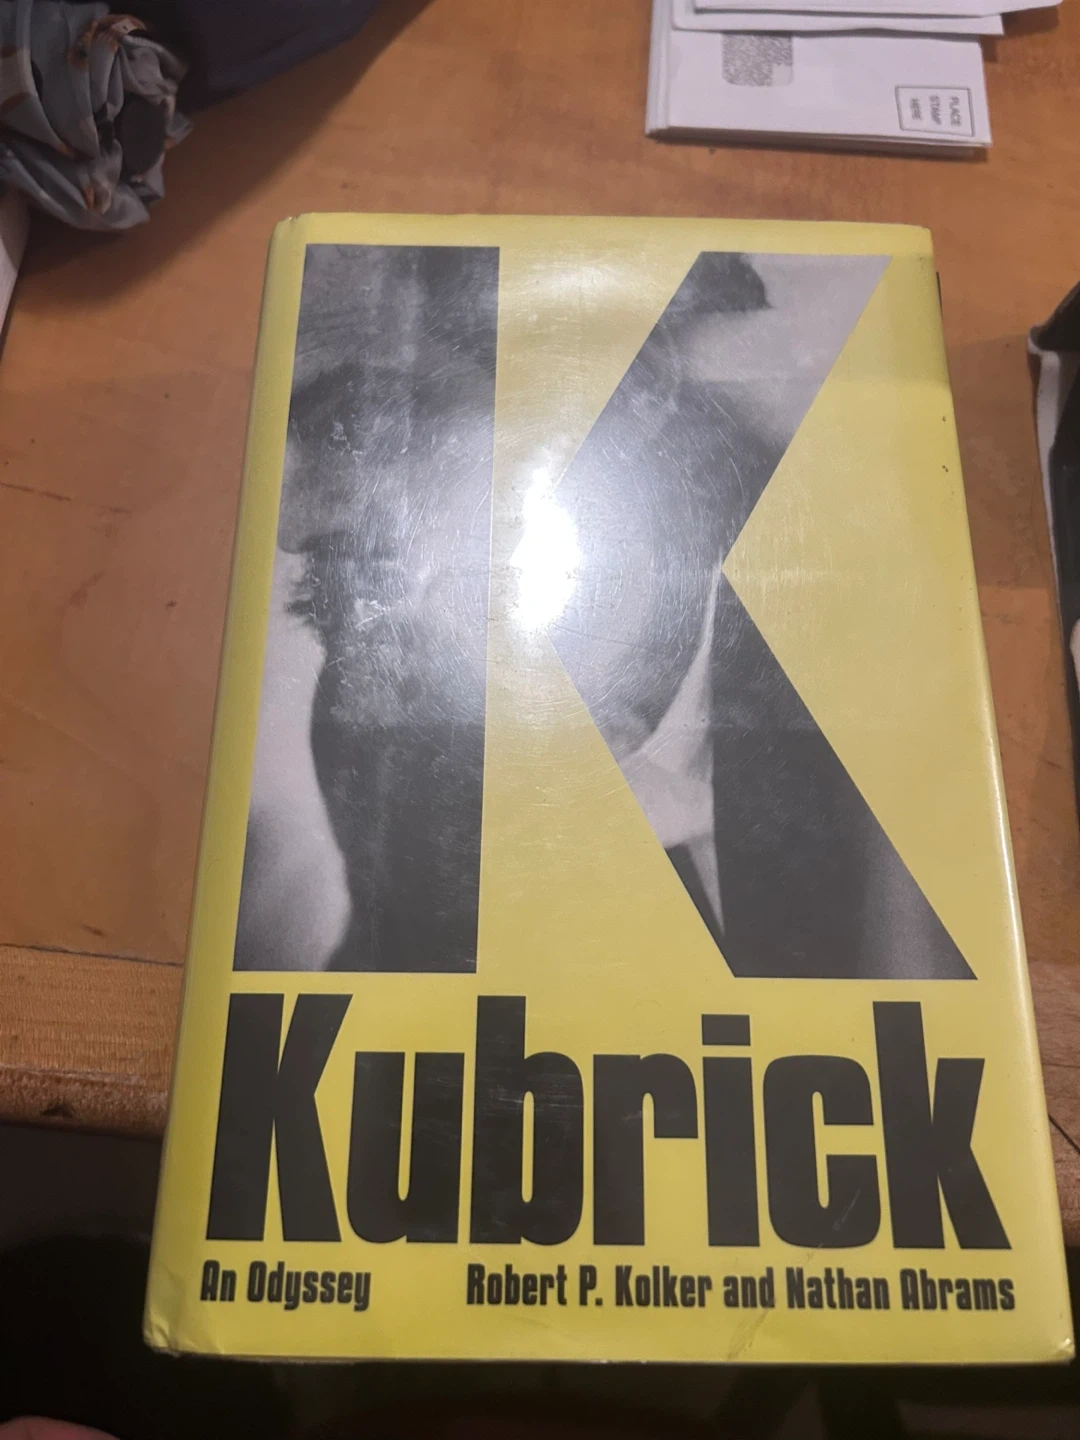 PLACE
STAMP
HERE
K
Kubrick
An Odyssey
Robert P. Kolker and Nathan Abrams